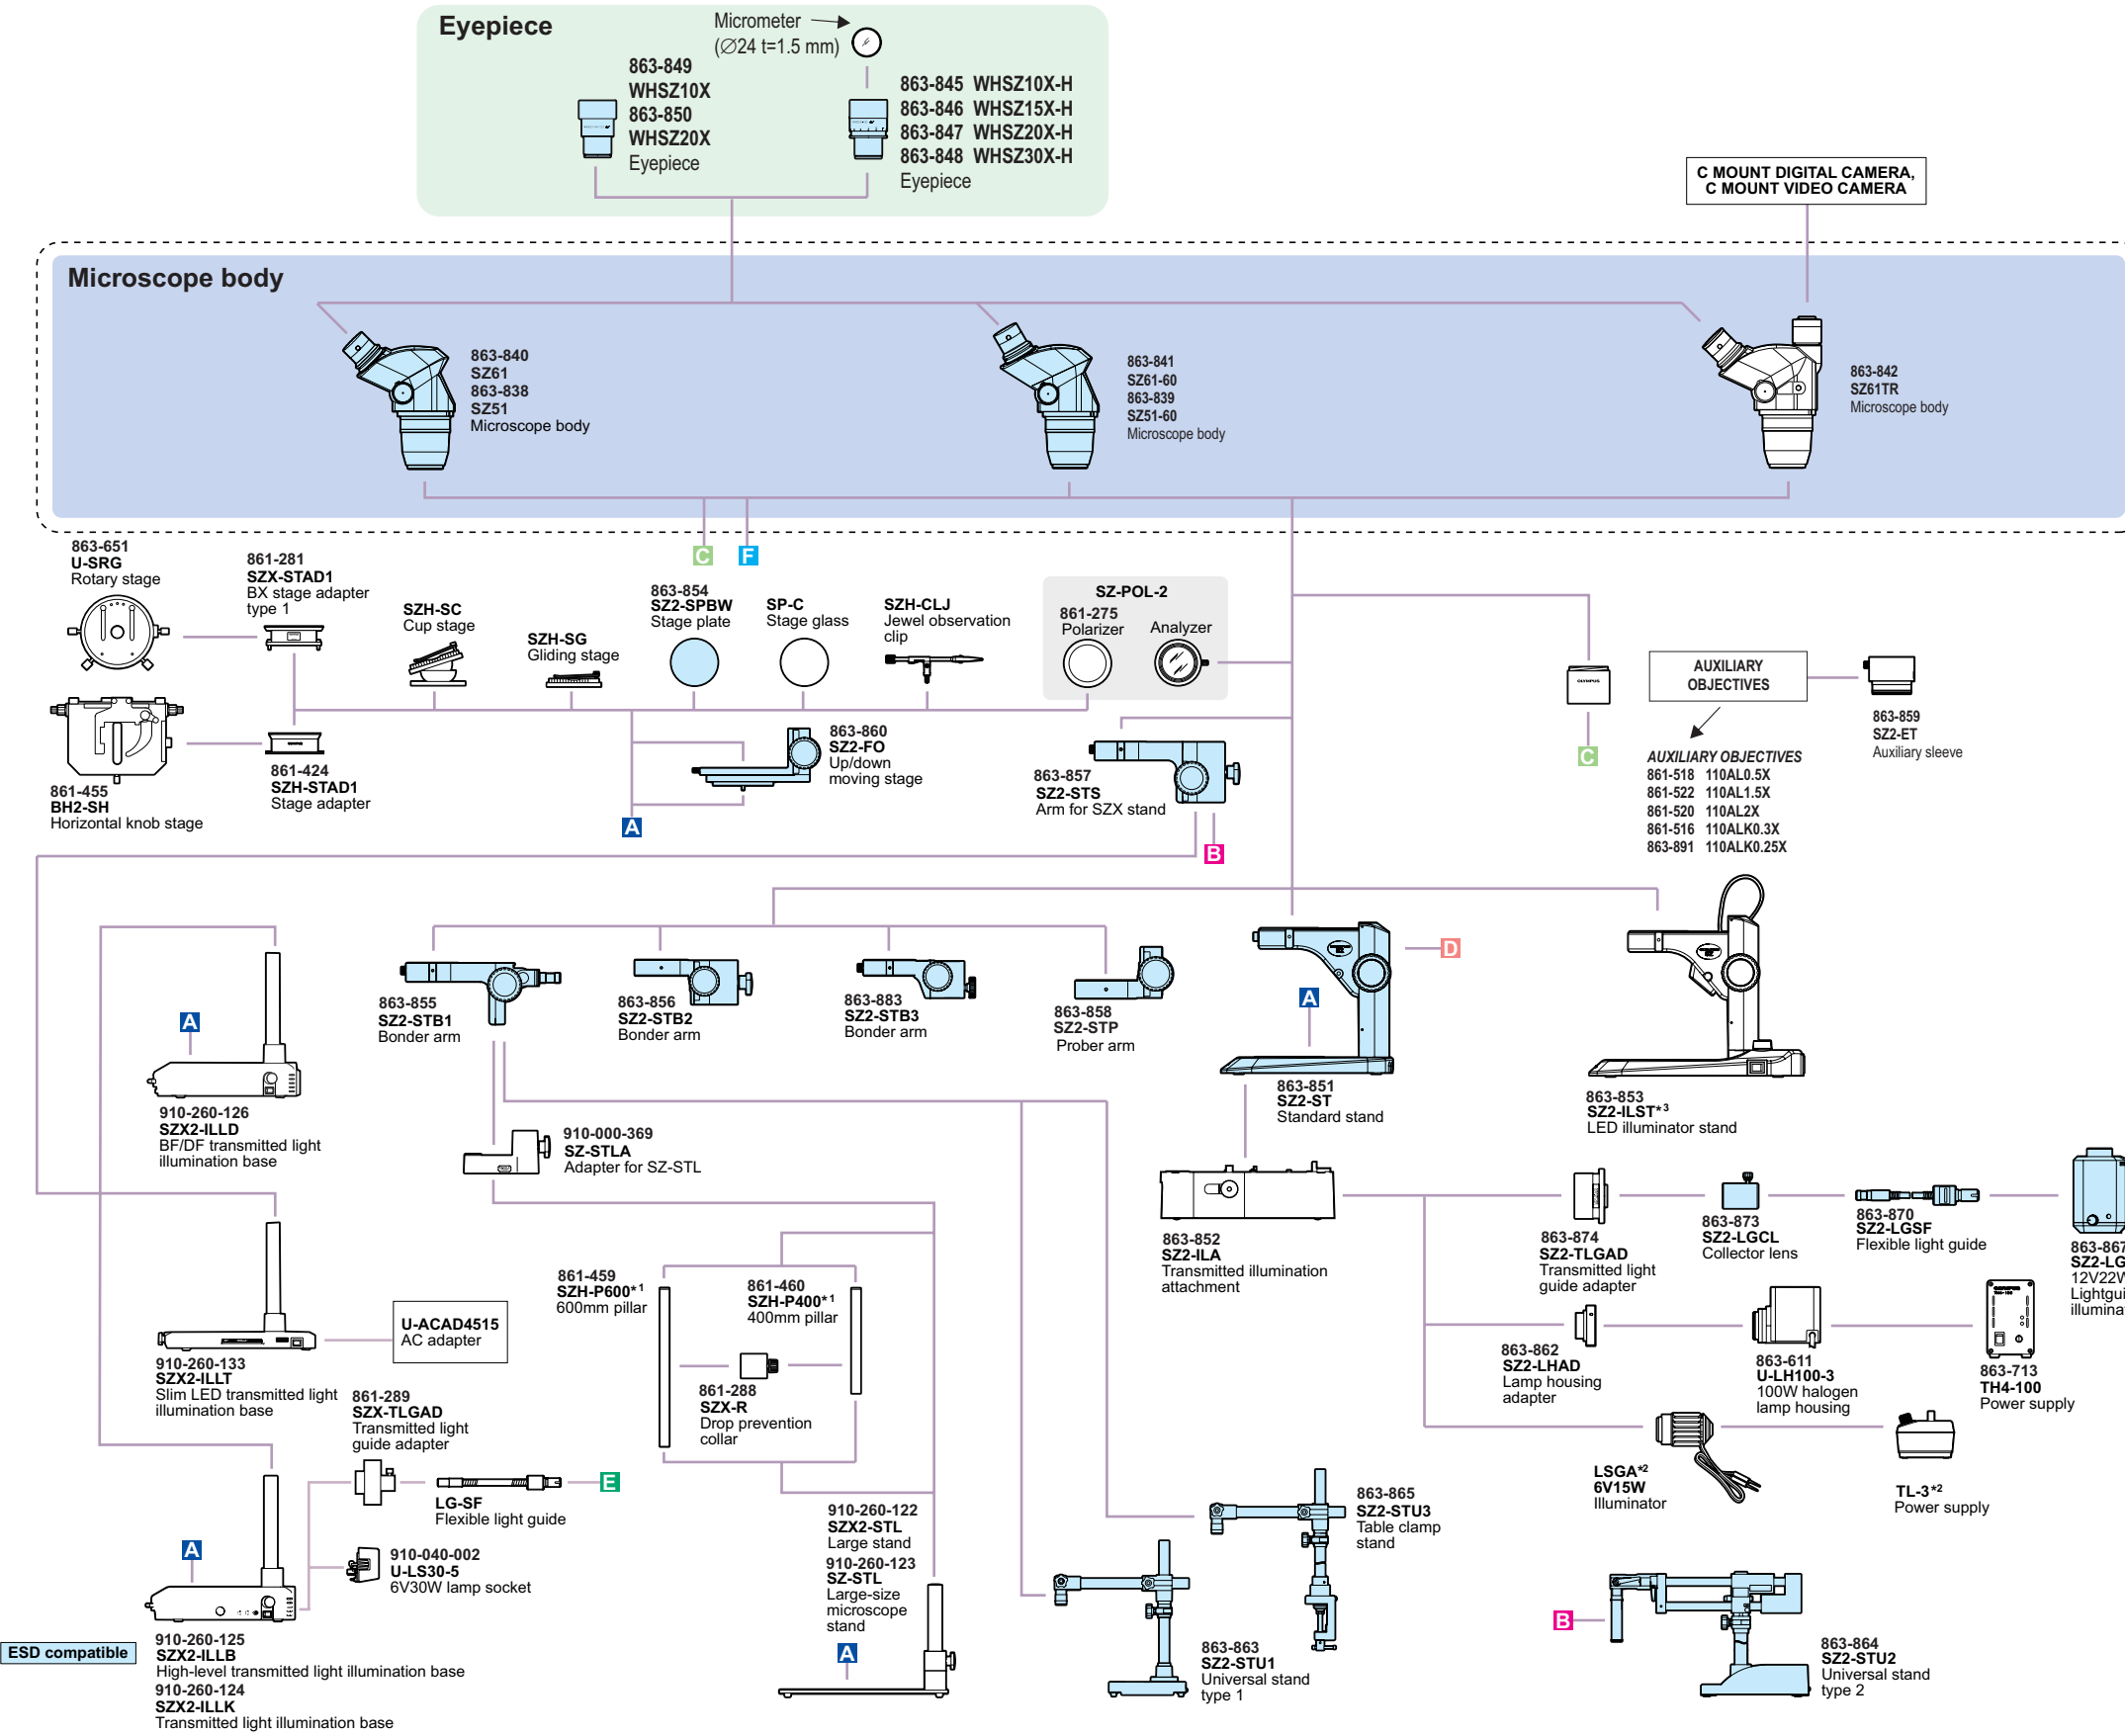 Eyepiece
Micrometer
(∅24 t=1.5 mm)
863-849
WHSZ10X
863-850
WHSZ20X
Eyepiece
863-845 WHSZ10X-H
863-846 WHSZ15X-H
863-847 WHSZ20X-H
863-848 WHSZ30X-H
Eyepiece
C MOUNT DIGITAL CAMERA,
C MOUNT VIDEO CAMERA
Microscope body
863-840
SZ61
863-838
SZ51
Microscope body
863-841
SZ61-60
863-839
SZ51-60
Microscope body
863-842
SZ61TR
Microscope body
C
F
863-651
U-SRG
Rotary stage
861-281
SZX-STAD1
BX stage adapter
type 1
SZH-SC
Cup stage
SZH-SG
Gliding stage
863-854
SZ2-SPBW
Stage plate
SP-C
Stage glass
SZH-CLJ
Jewel observation
clip
SZ-POL-2
861-275
Polarizer
Analyzer
OLYMPUS
C
AUXILIARY
OBJECTIVES
863-859
SZ2-ET
Auxiliary sleeve
AUXILIARY OBJECTIVES
861-518 110AL0.5X
861-522 110AL1.5X
861-520 110AL2X
861-516 110ALK0.3X
863-891 110ALK0.25X
861-455
BH2-SH
Horizontal knob stage
861-424
SZH-STAD1
Stage adapter
863-860
SZ2-FO
Up/down
moving stage
A
863-857
SZ2-STS
Arm for SZX stand
B
A
910-260-126
SZX2-ILLD
BF/DF transmitted light
illumination base
863-855
SZ2-STB1
Bonder arm
863-856
SZ2-STB2
Bonder arm
863-883
SZ2-STB3
Bonder arm
863-858
SZ2-STP
Prober arm
D
A
863-851
SZ2-ST
Standard stand
863-853
SZ2-ILST*3
LED illuminator stand
910-000-369
SZ-STLA
Adapter for SZ-STL
863-852
SZ2-ILA
Transmitted illumination
attachment
863-874
SZ2-TLGAD
Transmitted light
guide adapter
863-873
SZ2-LGCL
Collector lens
863-870
SZ2-LGSF
Flexible light guide
863-867
SZ2-LG
12V22W
Lightgui
illumina
861-459
SZH-P600*1
600mm pillar
861-460
SZH-P400*1
400mm pillar
861-288
SZX-R
Drop prevention
collar
U-ACAD4515
AC adapter
910-260-133
SZX2-ILLT
Slim LED transmitted light
illumination base
863-862
SZ2-LHAD
Lamp housing
adapter
863-611
U-LH100-3
100W halogen
lamp housing
863-713
TH4-100
Power supply
861-289
SZX-TLGAD
Transmitted light
guide adapter
LG-SF
Flexible light guide
E
910-040-002
U-LS30-5
6V30W lamp socket
LSGA*2
6V15W
Illuminator
TL-3*2
Power supply
A
910-260-125
SZX2-ILLB
High-level transmitted light illumination base
910-260-124
SZX2-ILLK
Transmitted light illumination base
ESD compatible
910-260-122
SZX2-STL
Large stand
910-260-123
SZ-STL
Large-size
microscope
stand
A
863-865
SZ2-STU3
Table clamp
stand
863-863
SZ2-STU1
Universal stand
type 1
B
863-864
SZ2-STU2
Universal stand
type 2